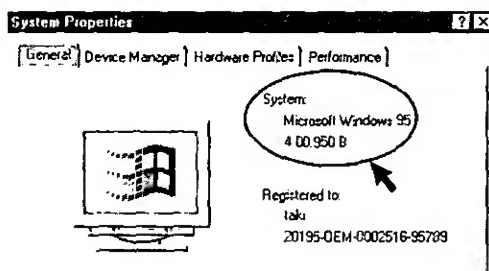 System Properties
General Device Manager Hardware Profiles Performance
System:
Microsoft Windows 95
4.00.950 B
Registered to:
taki
20195-OEM-0002516-95789